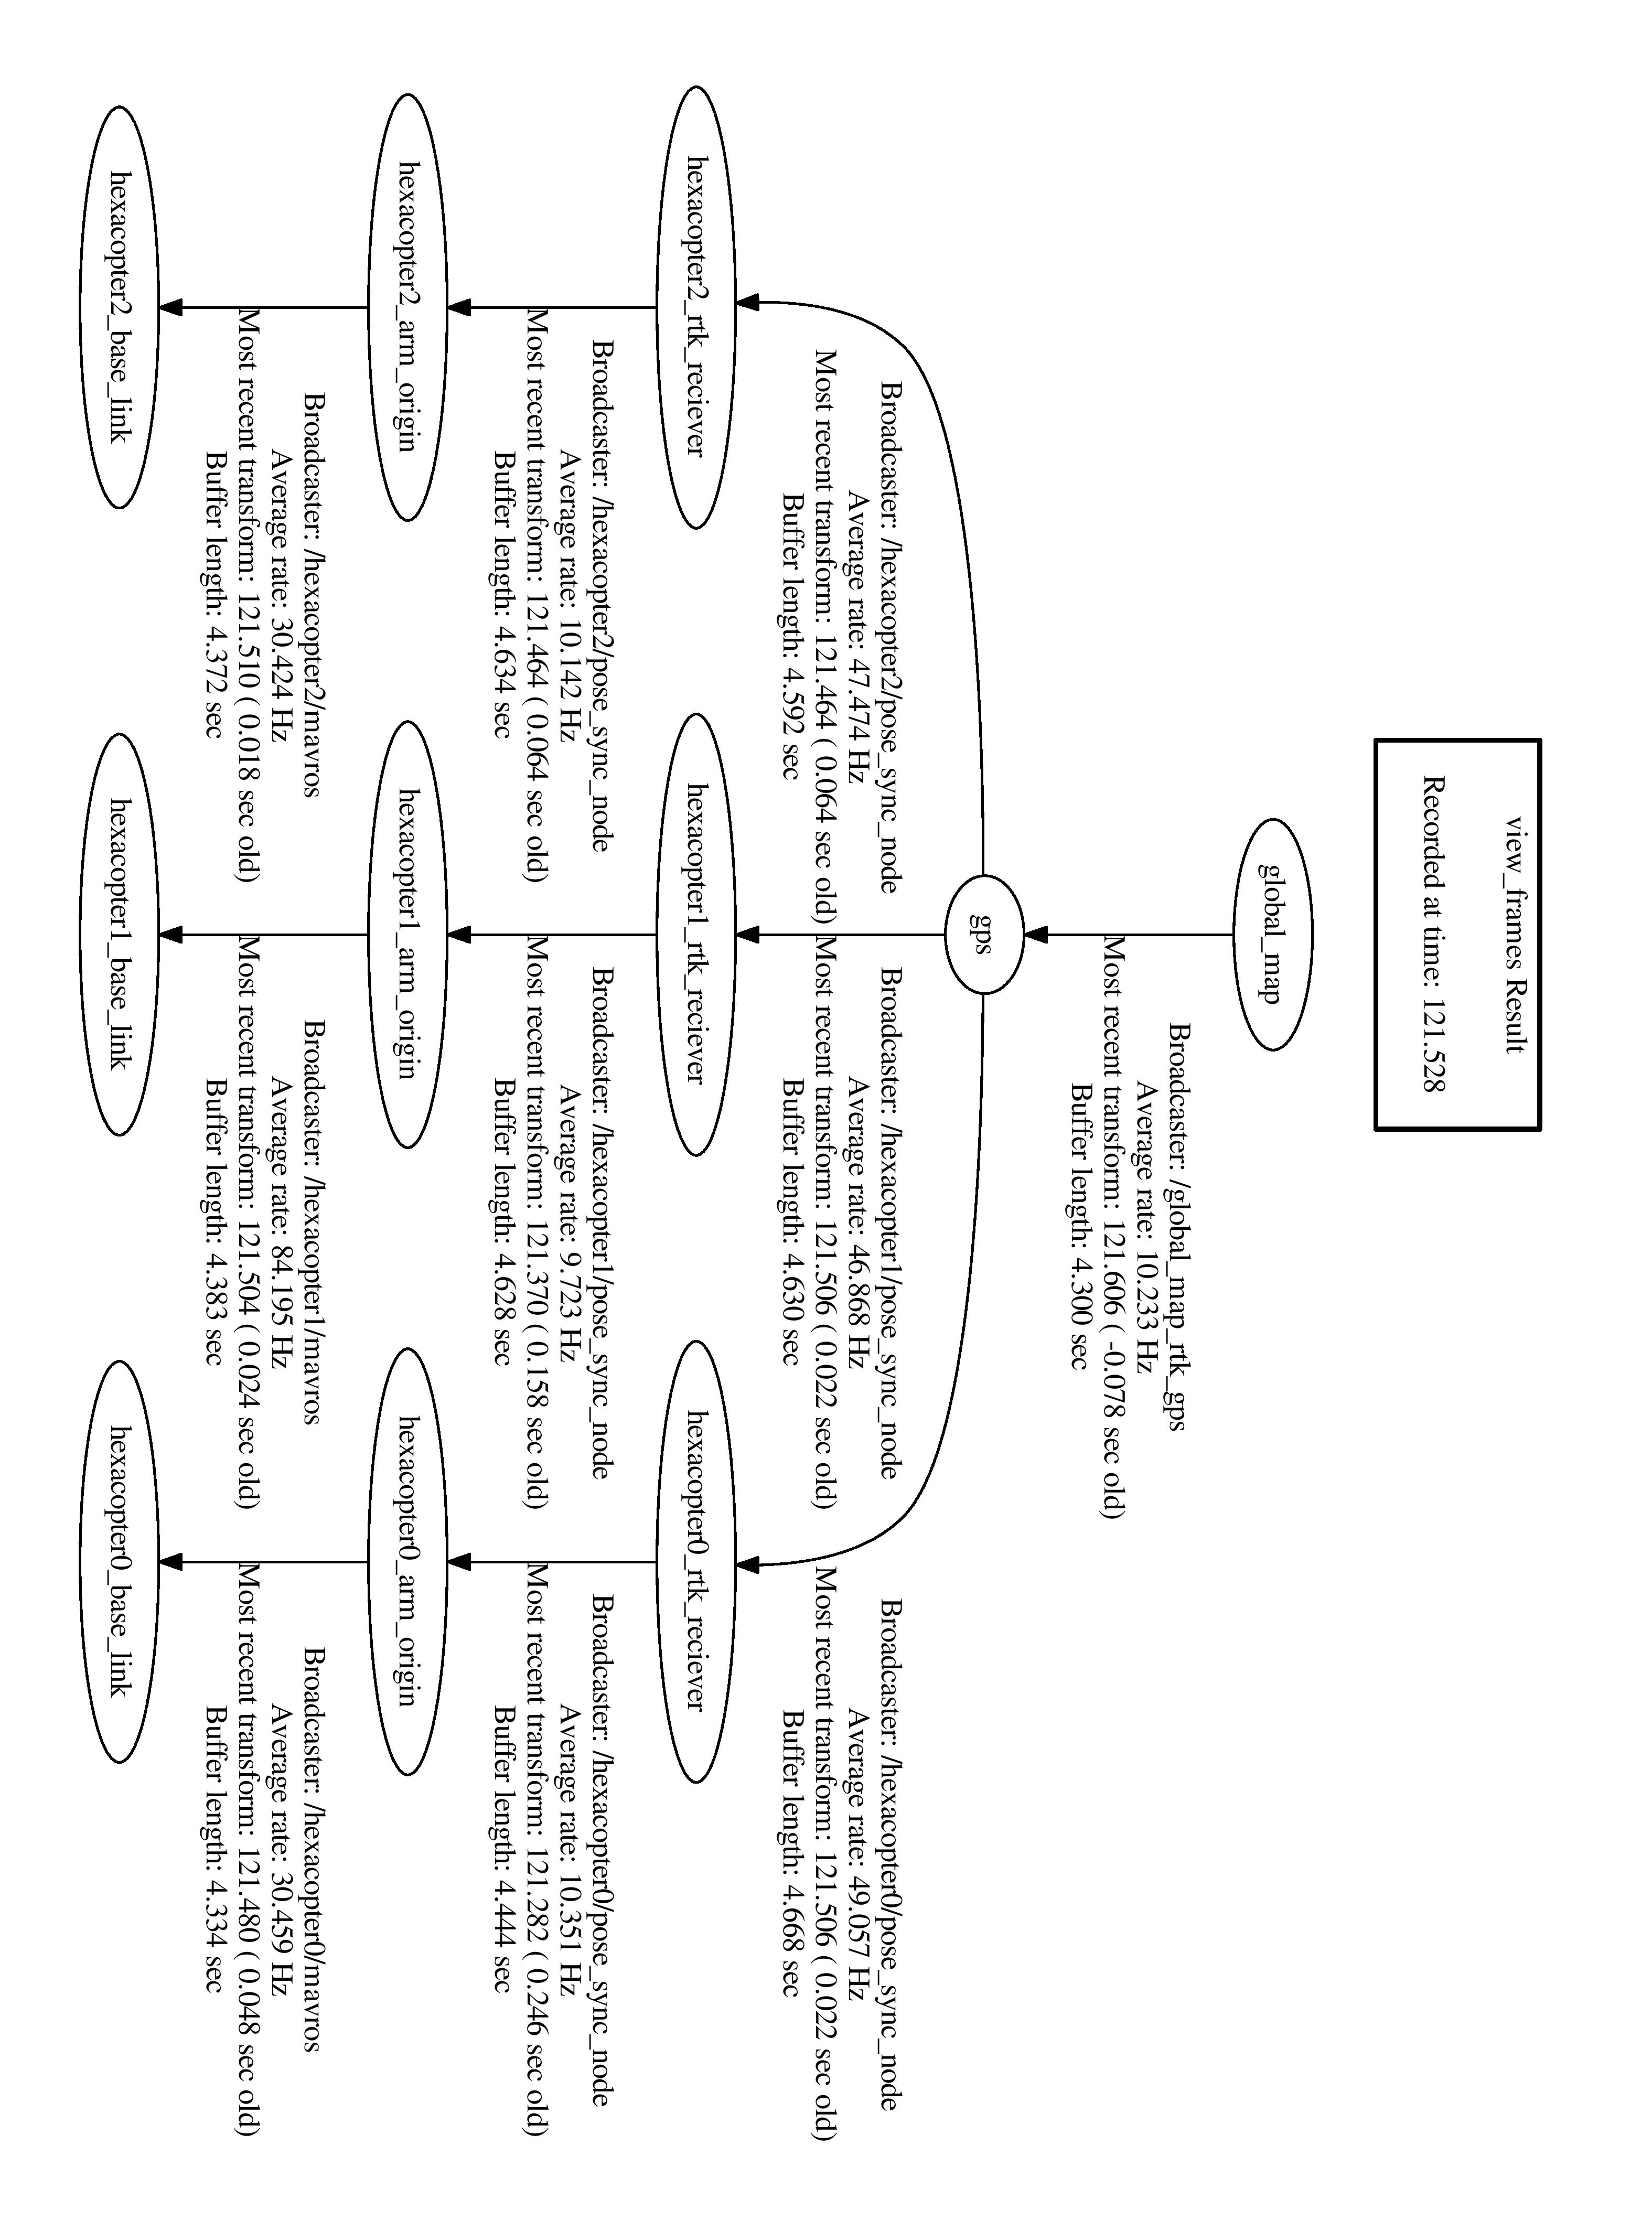 view_frames Result
Recorded at time: 121.528
global_map
Broadcaster: /global_map_rtk_gps
Average rate: 10.233 Hz
Most recent transform: 121.606 ( -0.078 sec old)
Buffer length: 4.300 sec
gps
Broadcaster: /hexacopter2/pose_sync_node
Average rate: 47.474 Hz
Most recent transform: 121.464 ( 0.064 sec old)
Buffer length: 4.592 sec
Broadcaster: /hexacopter1/pose_sync_node
Average rate: 46.868 Hz
Most recent transform: 121.506 ( 0.022 sec old)
Buffer length: 4.630 sec
Broadcaster: /hexacopter0/pose_sync_node
Average rate: 49.057 Hz
Most recent transform: 121.506 ( 0.022 sec old)
Buffer length: 4.668 sec
hexacopter2_rtk_reciever
hexacopter1_rtk_reciever
hexacopter0_rtk_reciever
Broadcaster: /hexacopter2/pose_sync_node
Average rate: 10.142 Hz
Most recent transform: 121.464 ( 0.064 sec old)
Buffer length: 4.634 sec
Broadcaster: /hexacopter1/pose_sync_node
Average rate: 9.723 Hz
Most recent transform: 121.370 ( 0.158 sec old)
Buffer length: 4.628 sec
Broadcaster: /hexacopter0/pose_sync_node
Average rate: 10.351 Hz
Most recent transform: 121.282 ( 0.246 sec old)
Buffer length: 4.444 sec
hexacopter2_arm_origin
hexacopter1_arm_origin
hexacopter0_arm_origin
Broadcaster: /hexacopter2/mavros
Average rate: 30.424 Hz
Most recent transform: 121.510 ( 0.018 sec old)
Buffer length: 4.372 sec
Broadcaster: /hexacopter1/mavros
Average rate: 84.195 Hz
Most recent transform: 121.504 ( 0.024 sec old)
Buffer length: 4.383 sec
Broadcaster: /hexacopter0/mavros
Average rate: 30.459 Hz
Most recent transform: 121.480 ( 0.048 sec old)
Buffer length: 4.334 sec
hexacopter2_base_link
hexacopter1_base_link
hexacopter0_base_link